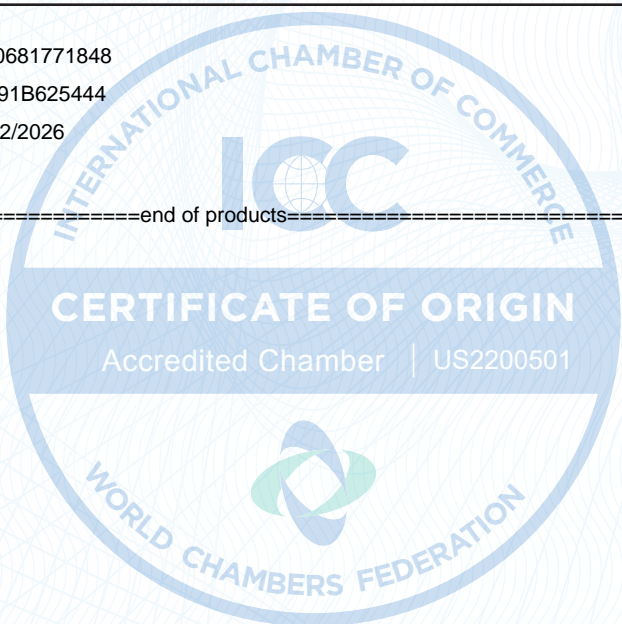 0681771848
91B625444
2/2026
===========end of products===========================
INTERNATIONAL CHAMBER OF COMMERCE
ICC
CERTIFICATE OF ORIGIN
Accredited Chamber | US2200501
WORLD CHAMBERS FEDERATION